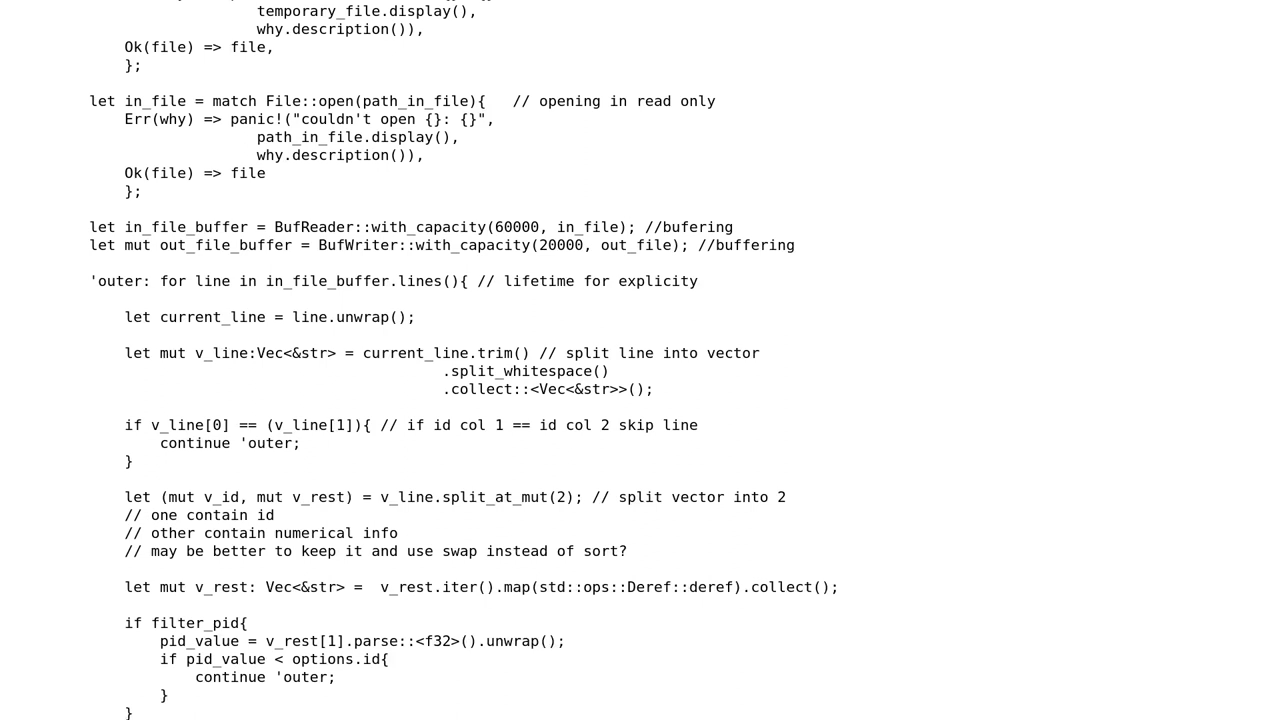 temporary_file.display(),
why.description()),
Ok(file) => file,
};
let in_file = match File::open(path_in_file){   // opening in read only
Err(why) => panic!("couldn't open {}: {}",
path_in_file.display(),
why.description()),
Ok(file) => file
};
let in_file_buffer = BufReader::with_capacity(60000, in_file); //bufering
let mut out_file_buffer = BufWriter::with_capacity(20000, out_file); //buffering
'outer: for line in in_file_buffer.lines(){ // lifetime for explicity
let current_line = line.unwrap();
let mut v_line:Vec<&str> = current_line.trim() // split line into vector
.split_whitespace()
.collect::<Vec<&str>>();
if v_line[0] == (v_line[1]){ // if id col 1 == id col 2 skip line
continue 'outer;
}
let (mut v_id, mut v_rest) = v_line.split_at_mut(2); // split vector into 2
// one contain id
// other contain numerical info
// may be better to keep it and use swap instead of sort?
let mut v_rest: Vec<&str> =  v_rest.iter().map(std::ops::Deref::deref).collect();
if filter_pid{
pid_value = v_rest[1].parse::<f32>().unwrap();
if pid_value < options.id{
continue 'outer;
}
}